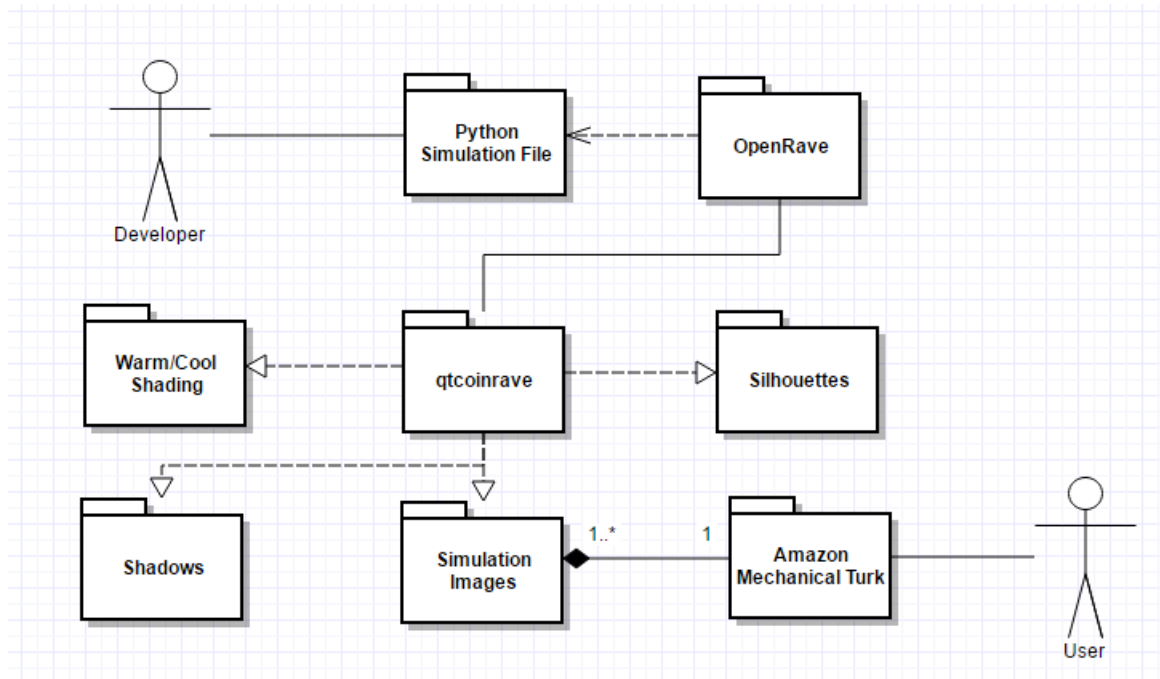 Python
Simulation File
OpenRave
Developer
Warm/Cool
Shading
qtcoinrave
Silhouettes
Shadows
Simulation
Images
1..*
1
Amazon
Mechanical Turk
User